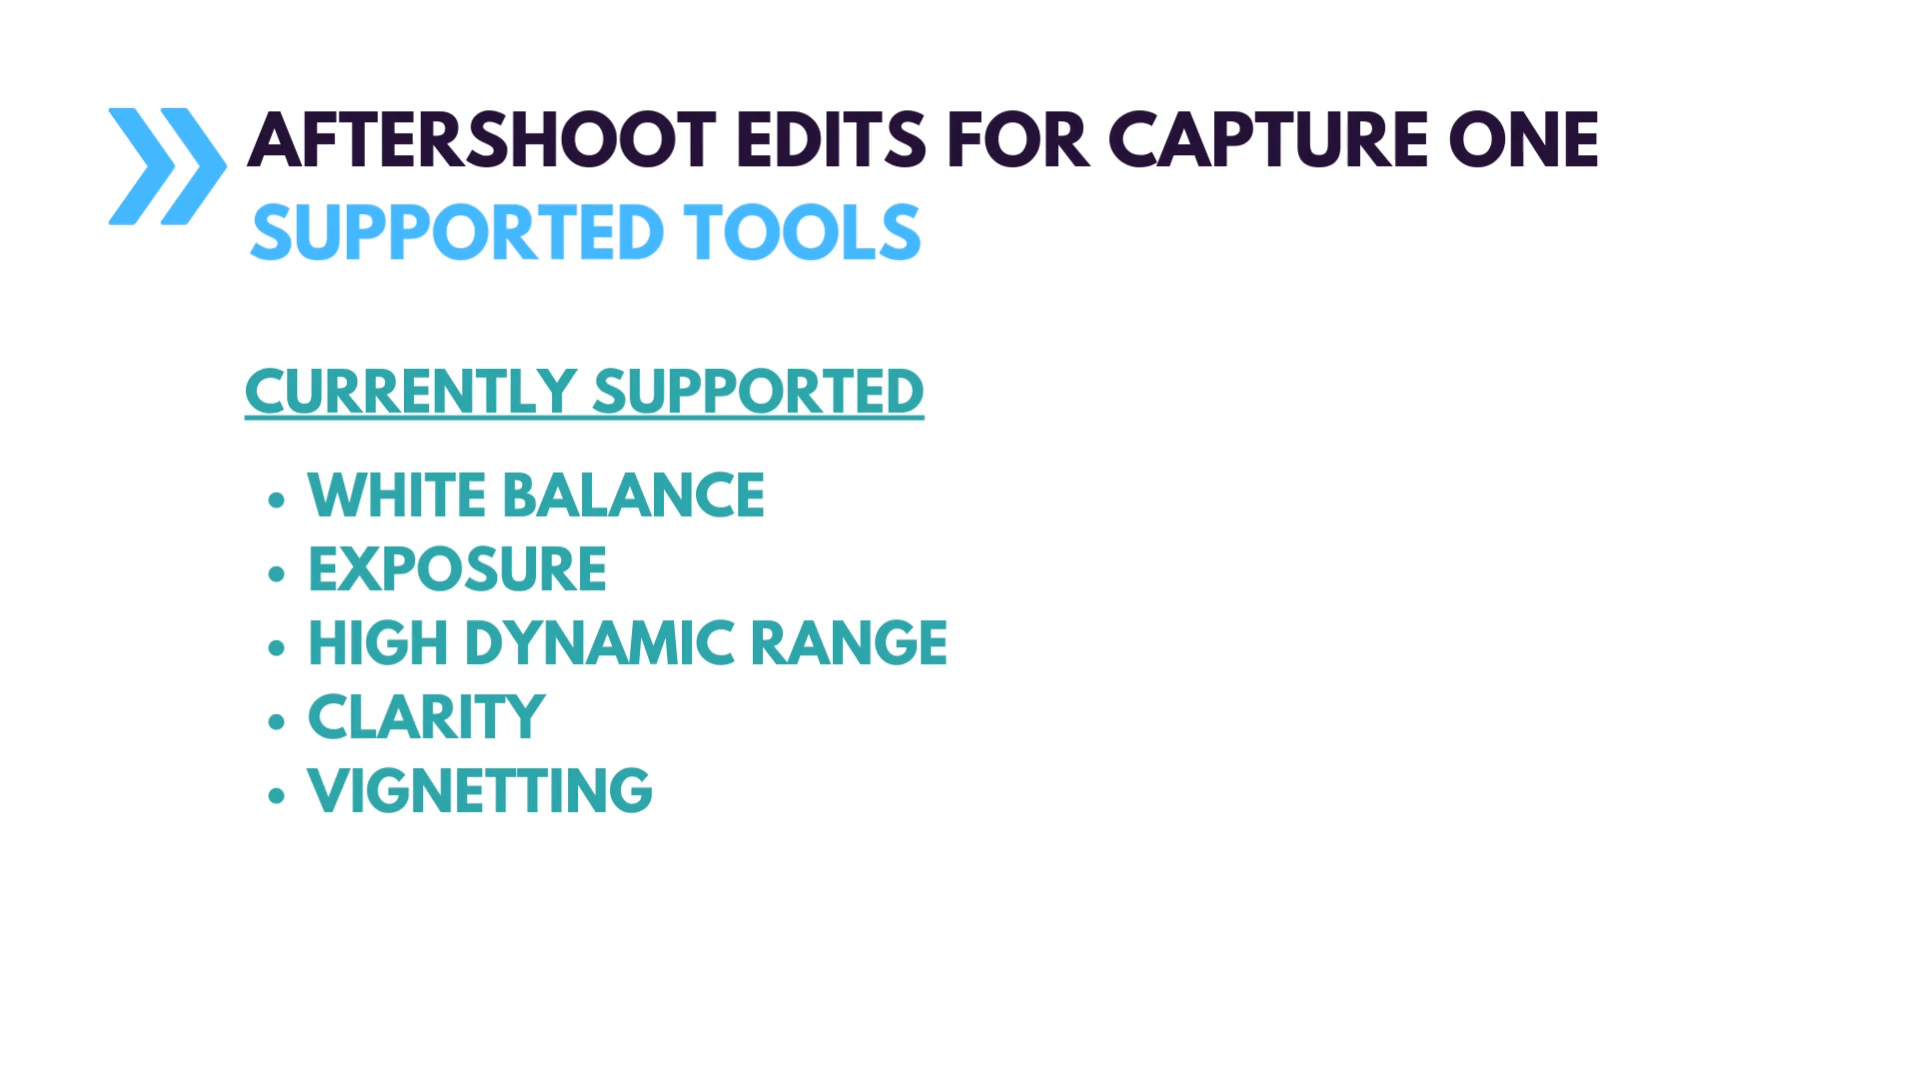 AFTERSHOOT EDITS FOR CAPTURE ONE
SUPPORTED TOOLS
CURRENTLY SUPPORTED
• WHITE BALANCE
• EXPOSURE
• HIGH DYNAMIC RANGE
• CLARITY
• VIGNETTING